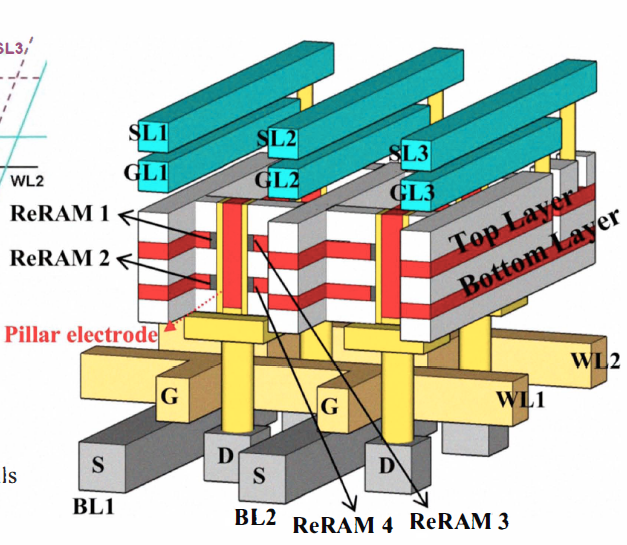 SL3
WL2
SL1
SL2
SL3
GL1
GL2
GL3
ReRAM 1
ReRAM 2
Top Layer
Bottom Layer
Pillar electrode
WL2
G
G
WL1
S
D
S
D
BL1
BL2
ReRAM 4
ReRAM 3